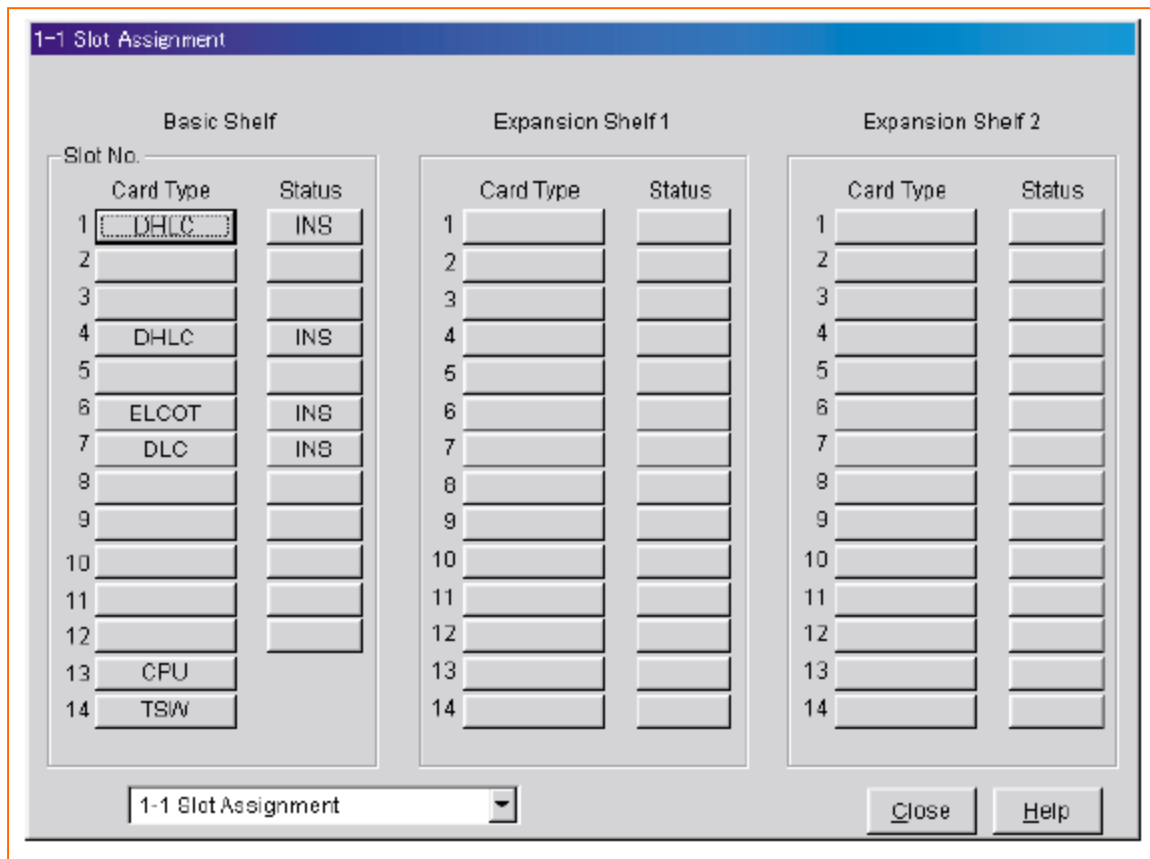 1-1 Slot Assignment
Basic Shelf Expansion Shelf 1 Expansion Shelf 2
Slot No.
Card Type Status Card Type Status Card Type Status
1 DHLC INS 1 1
2 2 2
3 3 3
4 DHLC INS 4 4
5 5 5
6 ELCOT INS 6 6
7 DLC INS 7 7
8 8 8
9 9 9
10 10 10
11 11 11
12 12 12
13 CPU 13 13
14 TSW 14 14
1-1 Slot Assignment Close Help